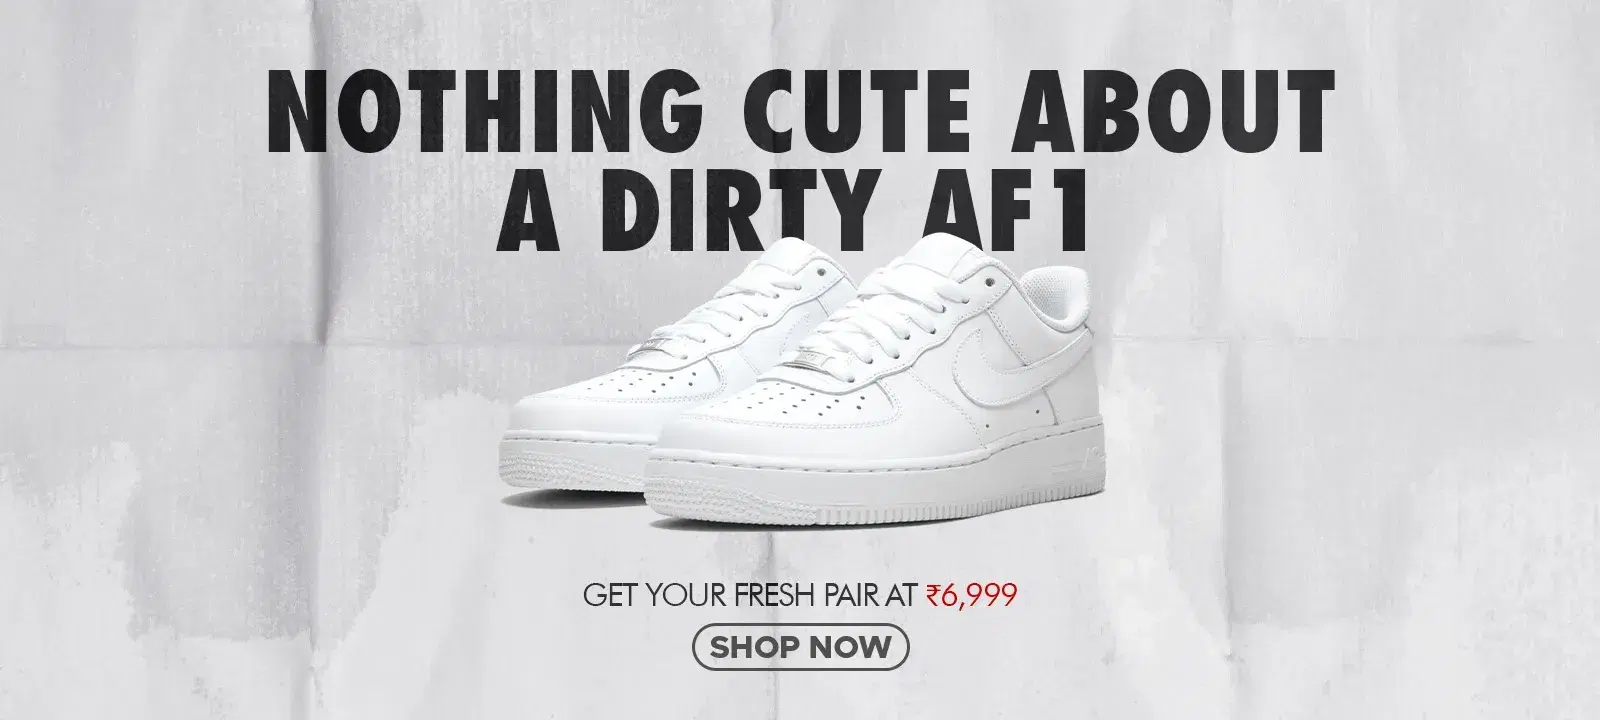 NOTHING CUTE ABOUT
A DIRTY AF1
GET YOUR FRESH PAIR AT ₹6,999
SHOP NOW